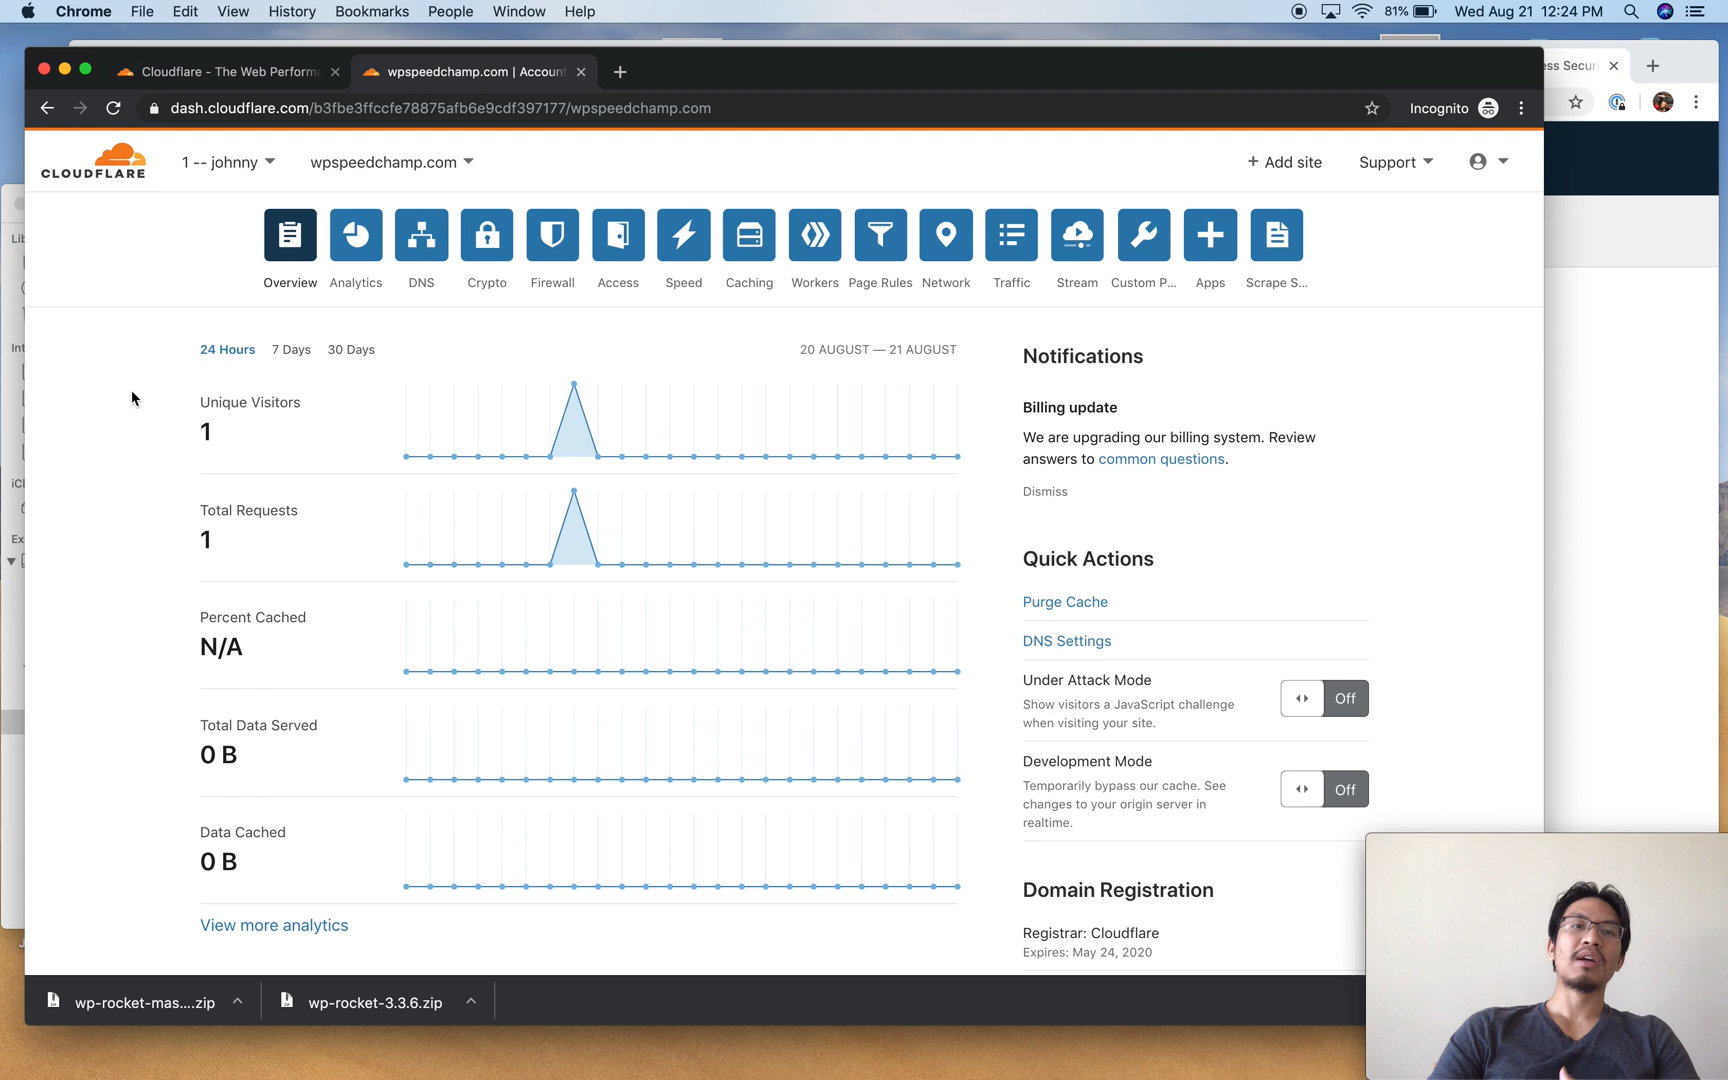 Chrome File Edit View History Bookmarks People Window Help 81% Wed Aug 21 12:24 PM
Cloudflare - The Web Performa
wpspeedchamp.com | Account
ess Securi
dash.cloudflare.com/b3fbe3ffccfe78875afb6e9cdf397177/wpspeedchamp.com
Incognito
CLOUDFLARE
1 -- johnny
wpspeedchamp.com
+ Add site
Support
Overview
Analytics
DNS
Crypto
Firewall
Access
Speed
Caching
Workers
Page Rules
Network
Traffic
Stream
Custom P...
Apps
Scrape S...
24 Hours 7 Days 30 Days
20 AUGUST — 21 AUGUST
Unique Visitors
1
Total Requests
1
Percent Cached
N/A
Total Data Served
0 B
Data Cached
0 B
View more analytics
Notifications
Billing update
We are upgrading our billing system. Review
answers to common questions.
Dismiss
Quick Actions
Purge Cache
DNS Settings
Under Attack Mode
Show visitors a JavaScript challenge
when visiting your site.
Off
Development Mode
Temporarily bypass our cache. See
changes to your origin server in
realtime.
Off
Domain Registration
Registrar: Cloudflare
Expires: May 24, 2020
wp-rocket-mas....zip
wp-rocket-3.3.6.zip